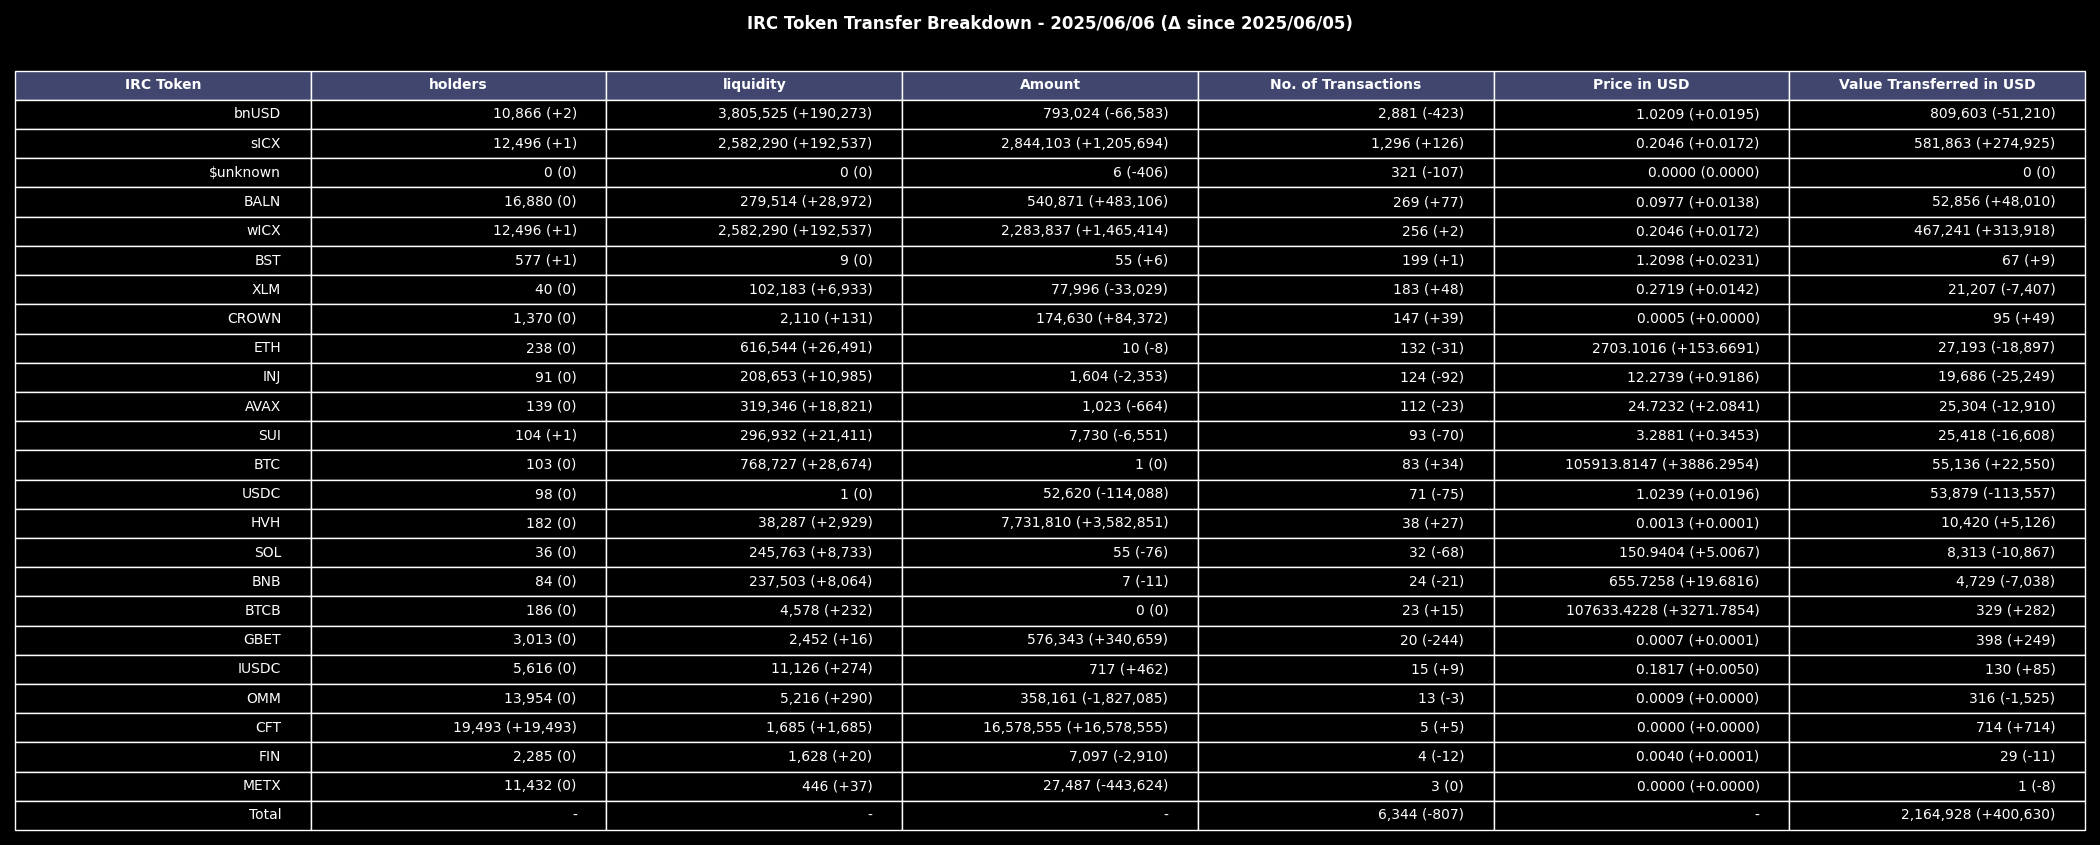 IRC Token Transfer Breakdown - 2025/06/06 (Δ since 2025/06/05)
IRC Token holders liquidity Amount No. of Transactions Price in USD Value Transferred in USD
bnUSD 10,866 (+2) 3,805,525 (+190,273) 793,024 (-66,583) 2,881 (-423) 1.0209 (+0.0195) 809,603 (-51,210)
sICX 12,496 (+1) 2,582,290 (+192,537) 2,844,103 (+1,205,694) 1,296 (+126) 0.2046 (+0.0172) 581,863 (+274,925)
$unknown 0 (0) 0 (0) 6 (-406) 321 (-107) 0.0000 (0.0000) 0 (0)
BALN 16,880 (0) 279,514 (+28,972) 540,871 (+483,106) 269 (+77) 0.0977 (+0.0138) 52,856 (+48,010)
wICX 12,496 (+1) 2,582,290 (+192,537) 2,283,837 (+1,465,414) 256 (+2) 0.2046 (+0.0172) 467,241 (+313,918)
BST 577 (+1) 9 (0) 55 (+6) 199 (+1) 1.2098 (+0.0231) 67 (+9)
XLM 40 (0) 102,183 (+6,933) 77,996 (-33,029) 183 (+48) 0.2719 (+0.0142) 21,207 (-7,407)
CROWN 1,370 (0) 2,110 (+131) 174,630 (+84,372) 147 (+39) 0.0005 (+0.0000) 95 (+49)
ETH 238 (0) 616,544 (+26,491) 10 (-8) 132 (-31) 2703.1016 (+153.6691) 27,193 (-18,897)
INJ 91 (0) 208,653 (+10,985) 1,604 (-2,353) 124 (-92) 12.2739 (+0.9186) 19,686 (-25,249)
AVAX 139 (0) 319,346 (+18,821) 1,023 (-664) 112 (-23) 24.7232 (+2.0841) 25,304 (-12,910)
SUI 104 (+1) 296,932 (+21,411) 7,730 (-6,551) 93 (-70) 3.2881 (+0.3453) 25,418 (-16,608)
BTC 103 (0) 768,727 (+28,674) 1 (0) 83 (+34) 105913.8147 (+3886.2954) 55,136 (+22,550)
USDC 98 (0) 1 (0) 52,620 (-114,088) 71 (-75) 1.0239 (+0.0196) 53,879 (-113,557)
HVH 182 (0) 38,287 (+2,929) 7,731,810 (+3,582,851) 38 (+27) 0.0013 (+0.0001) 10,420 (+5,126)
SOL 36 (0) 245,763 (+8,733) 55 (-76) 32 (-68) 150.9404 (+5.0067) 8,313 (-10,867)
BNB 84 (0) 237,503 (+8,064) 7 (-11) 24 (-21) 655.7258 (+19.6816) 4,729 (-7,038)
BTCB 186 (0) 4,578 (+232) 0 (0) 23 (+15) 107633.4228 (+3271.7854) 329 (+282)
GBET 3,013 (0) 2,452 (+16) 576,343 (+340,659) 20 (-244) 0.0007 (+0.0001) 398 (+249)
IUSDC 5,616 (0) 11,126 (+274) 717 (+462) 15 (+9) 0.1817 (+0.0050) 130 (+85)
OMM 13,954 (0) 5,216 (+290) 358,161 (-1,827,085) 13 (-3) 0.0009 (+0.0000) 316 (-1,525)
CFT 19,493 (+19,493) 1,685 (+1,685) 16,578,555 (+16,578,555) 5 (+5) 0.0000 (+0.0000) 714 (+714)
FIN 2,285 (0) 1,628 (+20) 7,097 (-2,910) 4 (-12) 0.0040 (+0.0001) 29 (-11)
METX 11,432 (0) 446 (+37) 27,487 (-443,624) 3 (0) 0.0000 (+0.0000) 1 (-8)
Total - - - 6,344 (-807) - 2,164,928 (+400,630)